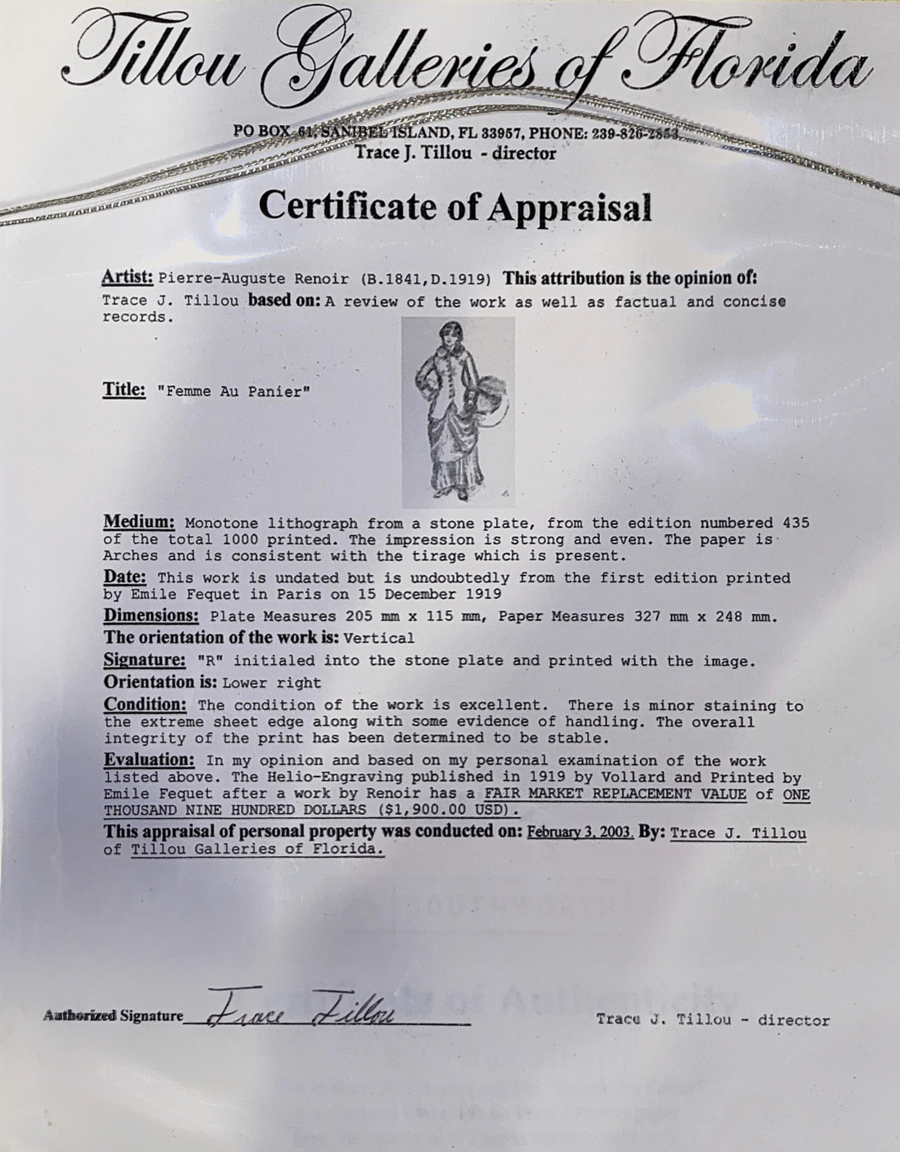 Tillou Galleries of Florida
PO BOX 61, SANIBEL ISLAND, FL 33957, PHONE: 239-826-2853
Trace J. Tillou - director
Certificate of Appraisal
Artist: Pierre-Auguste Renoir (B.1841,D.1919) This attribution is the opinion of:
Trace J. Tillou based on: A review of the work as well as factual and concise
records.
Title: "Femme Au Panier"
Medium: Monotone lithograph from a stone plate, from the edition numbered 435
of the total 1000 printed. The impression is strong and even. The paper is
Arches and is consistent with the tirage which is present.
Date: This work is undated but is undoubtedly from the first edition printed
by Emile Fequet in Paris on 15 December 1919
Dimensions: Plate Measures 205 mm x 115 mm, Paper Measures 327 mm x 248 mm.
The orientation of the work is: Vertical
Signature: "R" initialed into the stone plate and printed with the image.
Orientation is: Lower right
Condition: The condition of the work is excellent. There is minor staining to
the extreme sheet edge along with some evidence of handling. The overall
integrity of the print has been determined to be stable.
Evaluation: In my opinion and based on my personal examination of the work
listed above. The Helio-Engraving published in 1919 by Vollard and Printed by
Emile Fequet after a work by Renoir has a FAIR MARKET REPLACEMENT VALUE of ONE
THOUSAND NINE HUNDRED DOLLARS ($1,900.00 USD).
This appraisal of personal property was conducted on: February 3, 2003. By: Trace J. Tillou
of Tillou Galleries of Florida.
SOUTHWORTH
Certificate of Authenticity
Authorized Signature Trace Tillou
Trace J. Tillou - director